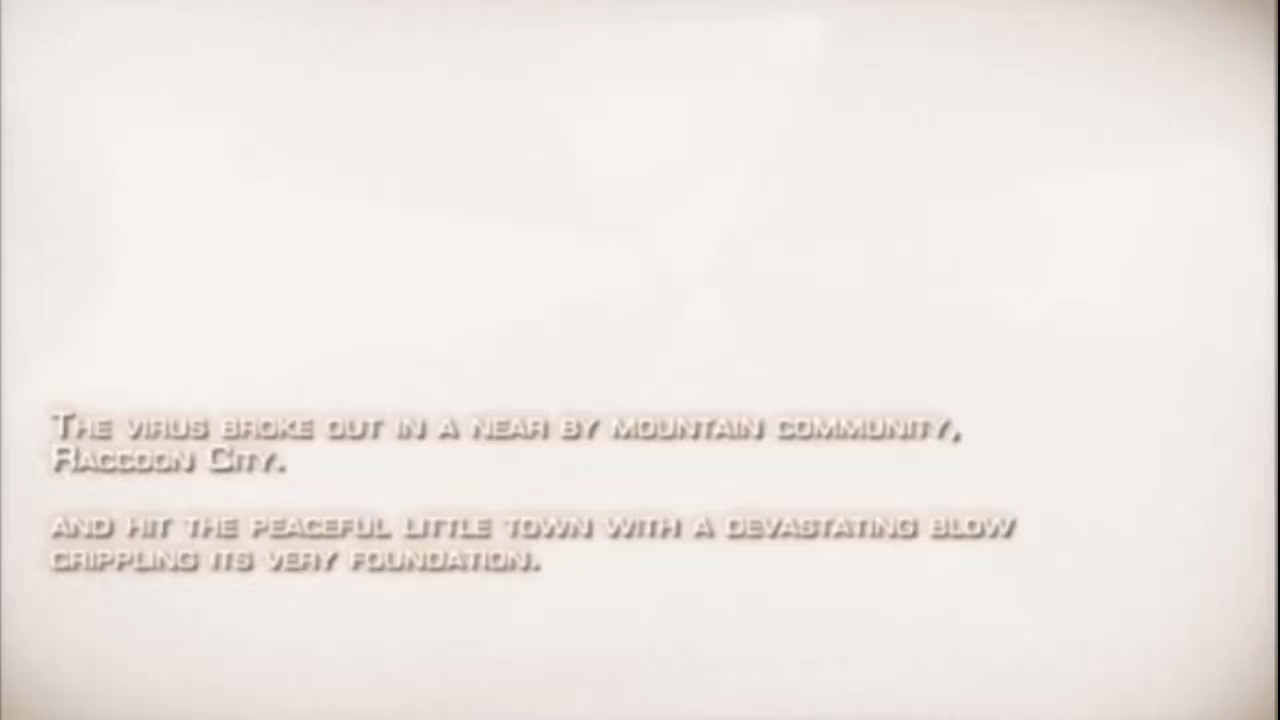 The virus broke out in a near by mountain community,
Raccoon City.
and hit the peaceful little town with a devastating blow
crippling its very foundation.